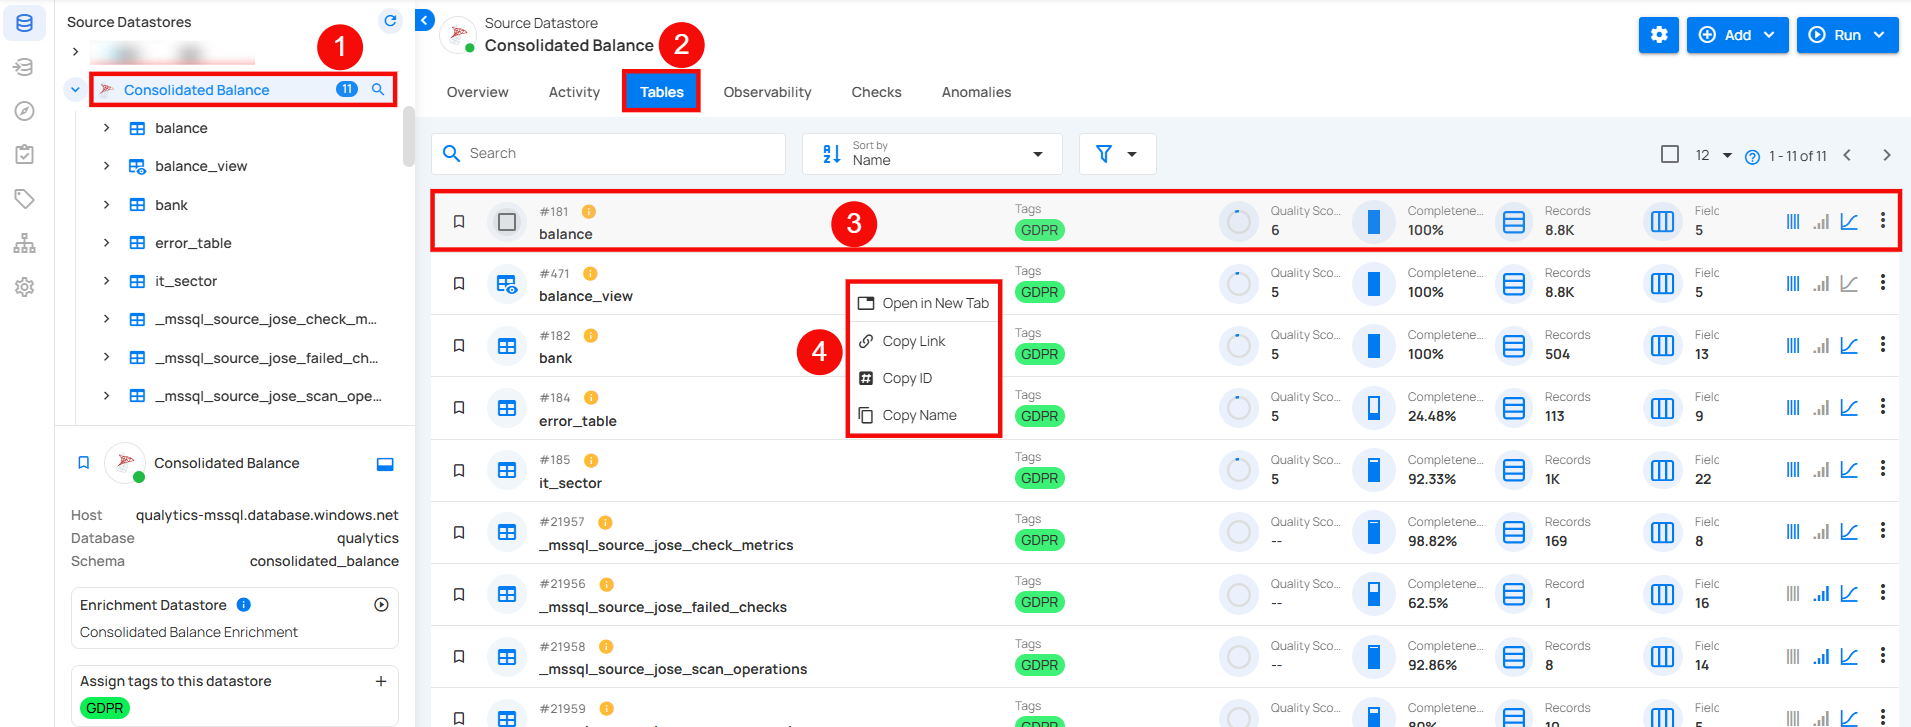 Source Datastores
1
Consolidated Balance 11
balance
balance_view
bank
error_table
it_sector
_mssql_source_jose_check_m...
_mssql_source_jose_failed_ch...
_mssql_source_jose_scan_ope...
Consolidated Balance
Host qualytics-mssql.database.windows.net
Database qualytics
Schema consolidated_balance
Enrichment Datastore
Consolidated Balance Enrichment
Assign tags to this datastore
GDPR
Source Datastore
Consolidated Balance
2
Add
Run
Overview Activity Tables Observability Checks Anomalies
Search
Sort by
Name
12 1 - 11 of 11
#181 Tags Quality Sco... Completene... Records Fielc
balance 3 GDPR 6 100% 8.8K 5
#471 Tags Quality Sco... Completene... Records Fielc
balance_view GDPR 5 100% 8.8K 5
Open in New Tab
Copy Link
Copy ID
Copy Name
4
#182 Tags Quality Sco... Completene... Records Fielc
bank GDPR 5 100% 504 13
#184 Tags Quality Sco... Completene... Records Fielc
error_table GDPR 5 24.48% 113 9
#185 Tags Quality Sco... Completene... Records Fielc
it_sector GDPR 5 92.33% 1K 22
#21957 Tags Quality Sco... Completene... Records Fielc
_mssql_source_jose_check_metrics GDPR -- 98.82% 169 8
#21956 Tags Quality Sco... Completene... Record Fielc
_mssql_source_jose_failed_checks GDPR -- 62.5% 1 16
#21958 Tags Quality Sco... Completene... Records Fielc
_mssql_source_jose_scan_operations GDPR -- 92.86% 8 14
#21959 Tags Quality Sco... Completene... Records Fielc
GDPR 80% 10 5